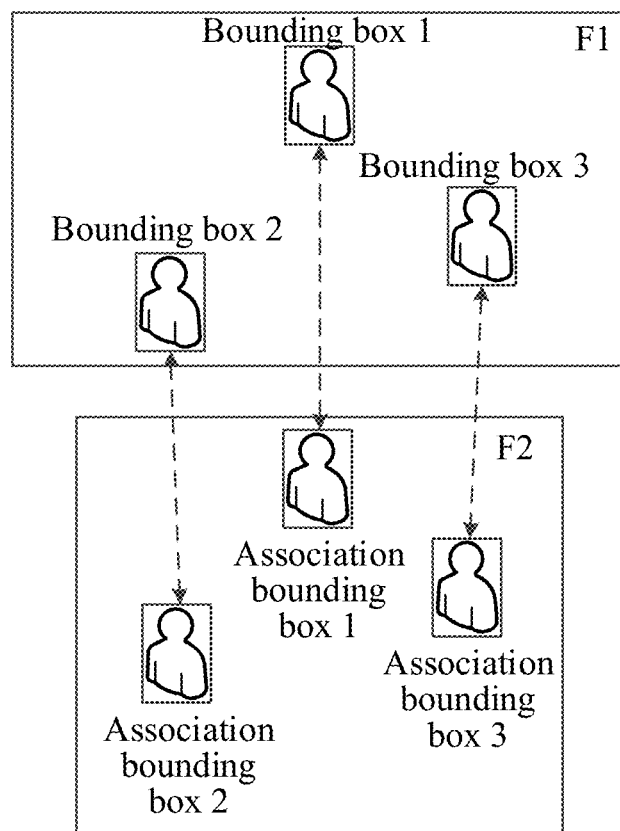 Bounding box 1
F1
Bounding box 3
Bounding box 2
F2
Association
bounding
box 1
Association
bounding
box 3
Association
bounding
box 2